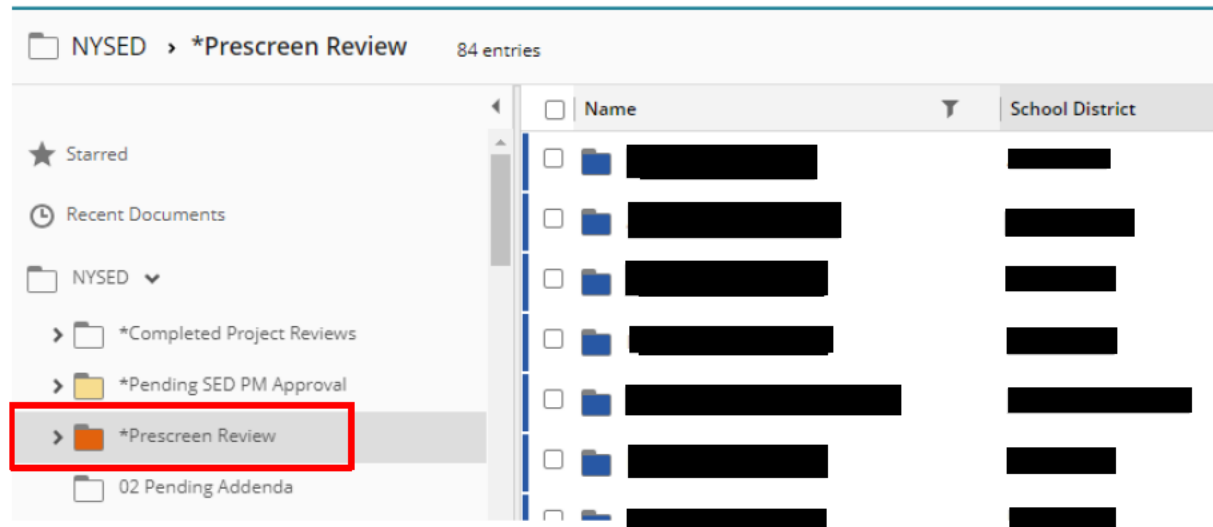 NYSED > *Prescreen Review 84 entries
Name School District
Starred
Recent Documents
NYSED
*Completed Project Reviews
*Pending SED PM Approval
*Prescreen Review
02 Pending Addenda